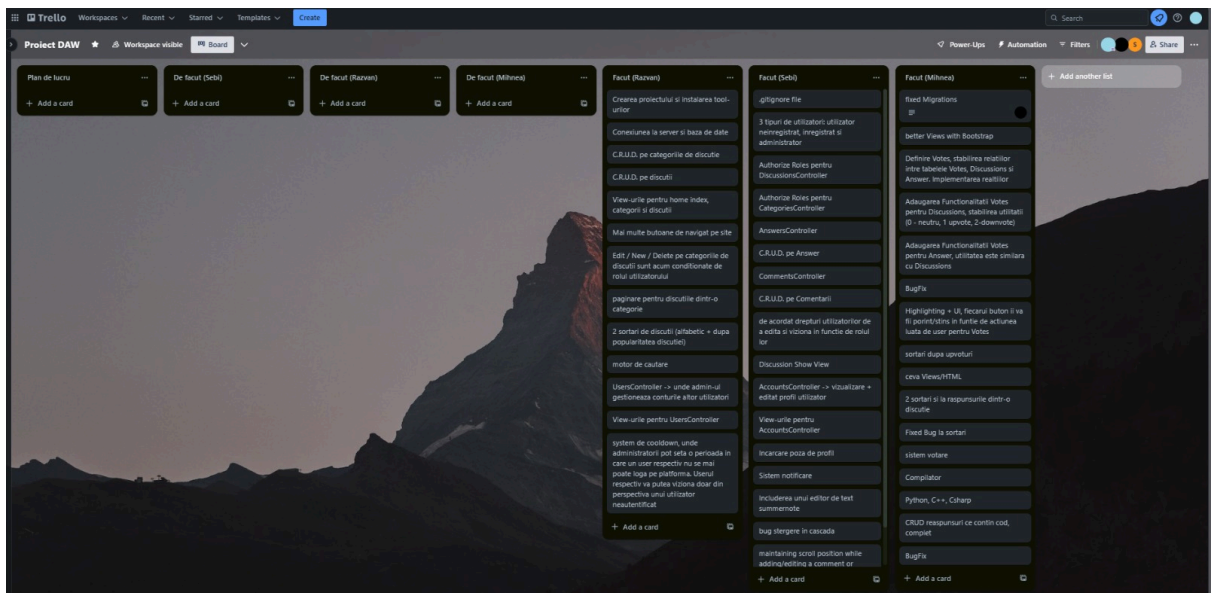 Trello
Workspaces
Recent
Starred
Templates
Create
Search
Proiect DAW
Workspace visible
Board
Power-Ups
Automation
Filters
S
Share
Plan de lucru
+ Add a card
De facut (Sebi)
+ Add a card
De facut (Razvan)
+ Add a card
De facut (Mihnea)
+ Add a card
Facut (Razvan)
Crearea proiectului si instalarea tool-
urilor
Conexiunea la server si baza de date
C.R.U.D. pe categoriile de discutie
C.R.U.D. pe discutii
View-urile pentru home index,
categorii si discutii
Mai multe butoane de navigat pe site
Edit / New / Delete pe categoriile de
discutii sunt acum conditionate de
rolul utilizatorului
paginare pentru discutiile dintr-o
categorie
2 sortari de discutii (alfabetic + dupa
popularitatea discutiei)
motor de cautare
UsersController -> unde admin-ul
gestioneaza conturile altor utilizatori
View-urile pentru UsersController
system de cooldown, unde
administratorii pot seta o perioada in
care un user respectiv nu se mai
poate loga pe platforma. Userul
respectiv va putea viziona doar din
perspectiva unui utilizator
neautentificat
+ Add a card
Facut (Sebi)
.gitignore file
3 tipuri de utilizatori: utilizator
neinregistrat, inregistrat si
administrator
Authorize Roles pentru
DiscussionsController
Authorize Roles pentru
CategoriesController
AnswersController
C.R.U.D. pe Answer
CommentsController
C.R.U.D. pe Comentarii
de acordat drepturi utilizatorilor de
a edita si viziona in functie de rolul
lor
Discussion Show View
AccountsController -> vizualizare +
editat profil utilizator
View-urile pentru
AccountsController
Incarcare poza de profil
Sistem notificare
Includerea unui editor de text
summernote
bug stergere in cascada
maintaining scroll position while
adding/editing a comment or
+ Add a card
Facut (Mihnea)
fixed Migrations
better Views with Bootstrap
Definire Votes, stabilirea relatiilor
intre tabelele Votes, Discussions si
Answer. Implementarea realtiilor
Adaugarea Functionalitatii Votes
pentru Discussions, stabilirea utilitatii
(0 - neutru, 1 upvote, 2-downvote)
Adaugarea Functionalitatii Votes
pentru Answer, utilitatea este similara
cu Discussions
BugFix
Highlighting + UI, fiecarui buton ii va
fii porint/stins in funtie de actiunea
luata de user pentru Votes
sortari dupa upvoturi
ceva Views/HTML
2 sortari si la raspunsurile dintr-o
discutie
Fixed Bug la sortari
sistem votare
Compilator
Python, C++, Csharp
CRUD reaspunsuri ce contin cod,
complet
BugFix
+ Add a card
+ Add another list